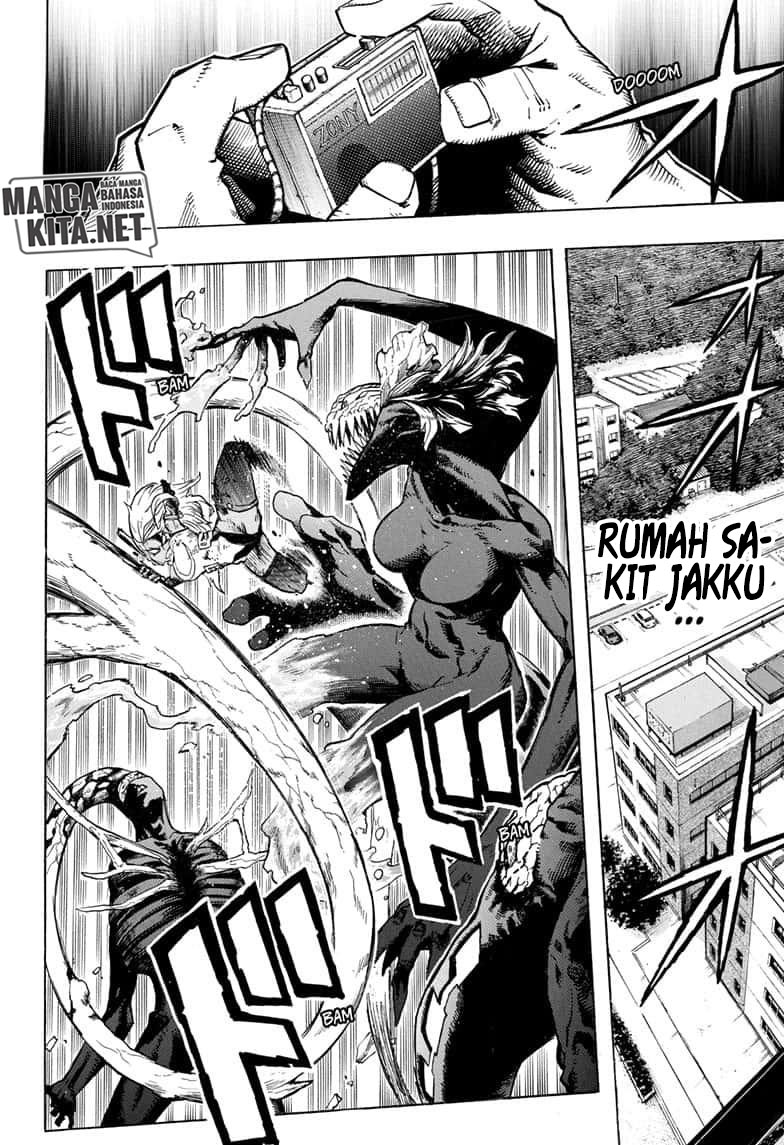 DOOOOM
ZONY
MANGA
KITA.NET
BACA MANGA
BAHASA
INDONESIA
RUMAH SA-
KIT JAKKU
...
ド
BAM
ド
BAM
ド
BAM